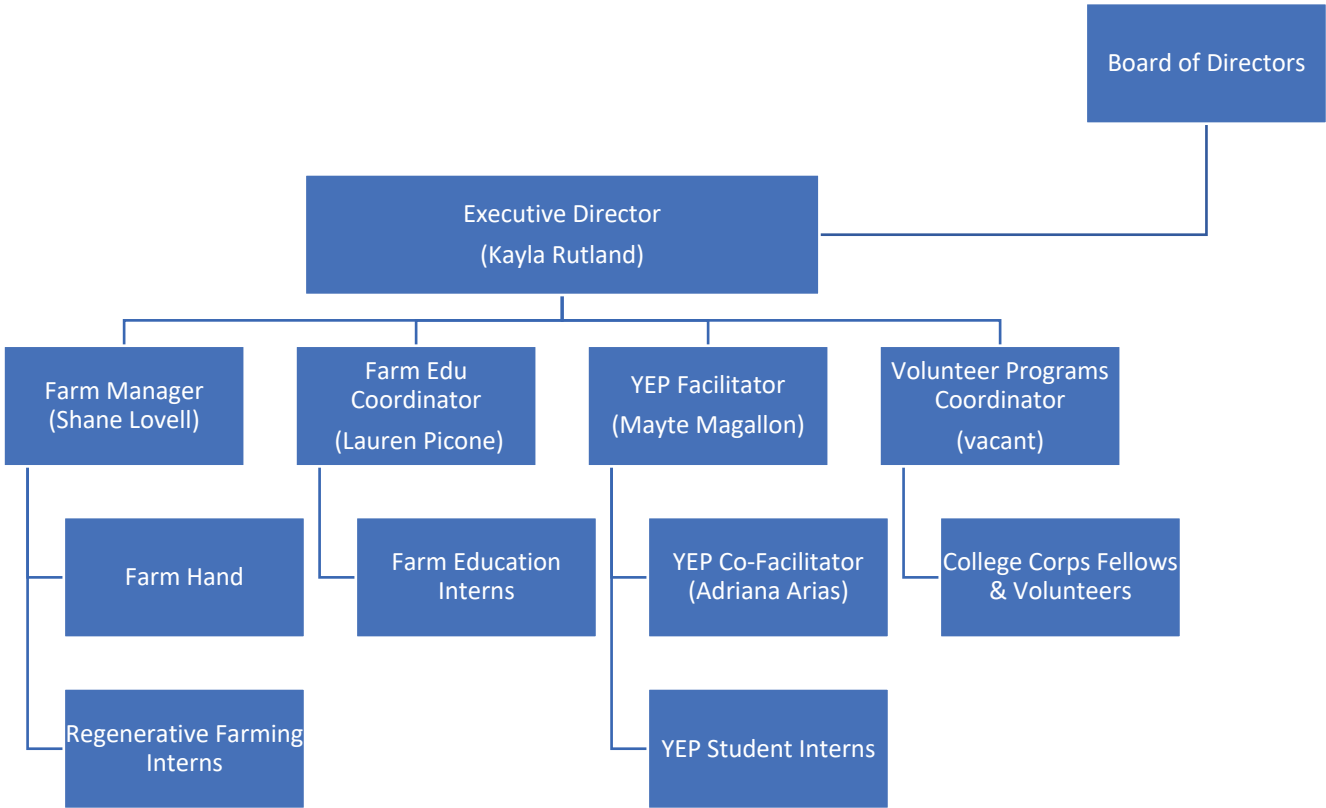 Board of Directors
Executive Director
(Kayla Rutland)
Farm Manager
(Shane Lovell)
Farm Edu
Coordinator
(Lauren Picone)
YEP Facilitator
(Mayte Magallon)
Volunteer Programs
Coordinator
(vacant)
Farm Hand
Farm Education
Interns
YEP Co-Facilitator
(Adriana Arias)
College Corps Fellows
& Volunteers
Regenerative Farming
Interns
YEP Student Interns